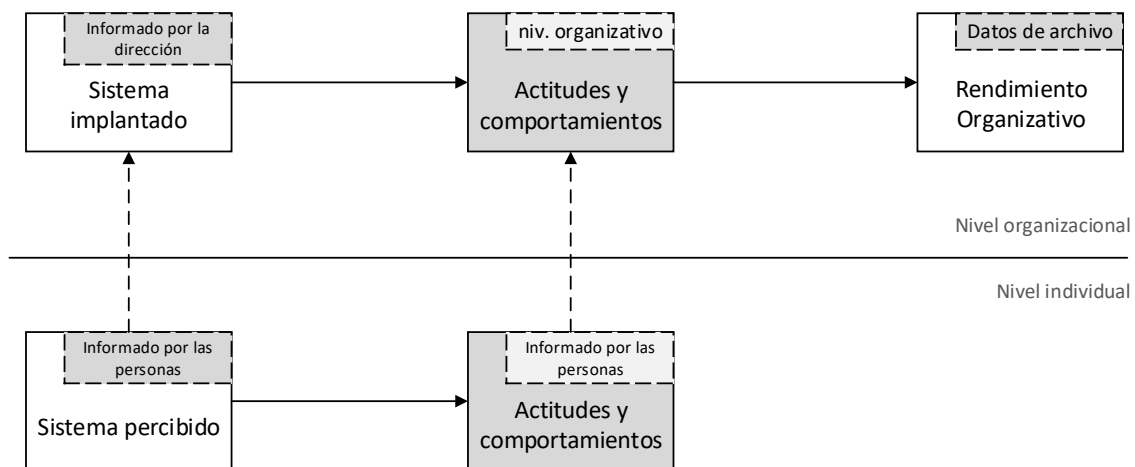 Informado por la
dirección
Sistema
implantado
niv. organizativo
Actitudes y
comportamientos
Datos de archivo
Rendimiento
Organizativo
Nivel organizacional
Nivel individual
Informado por las
personas
Sistema percibido
Informado por las
personas
Actitudes y
comportamientos